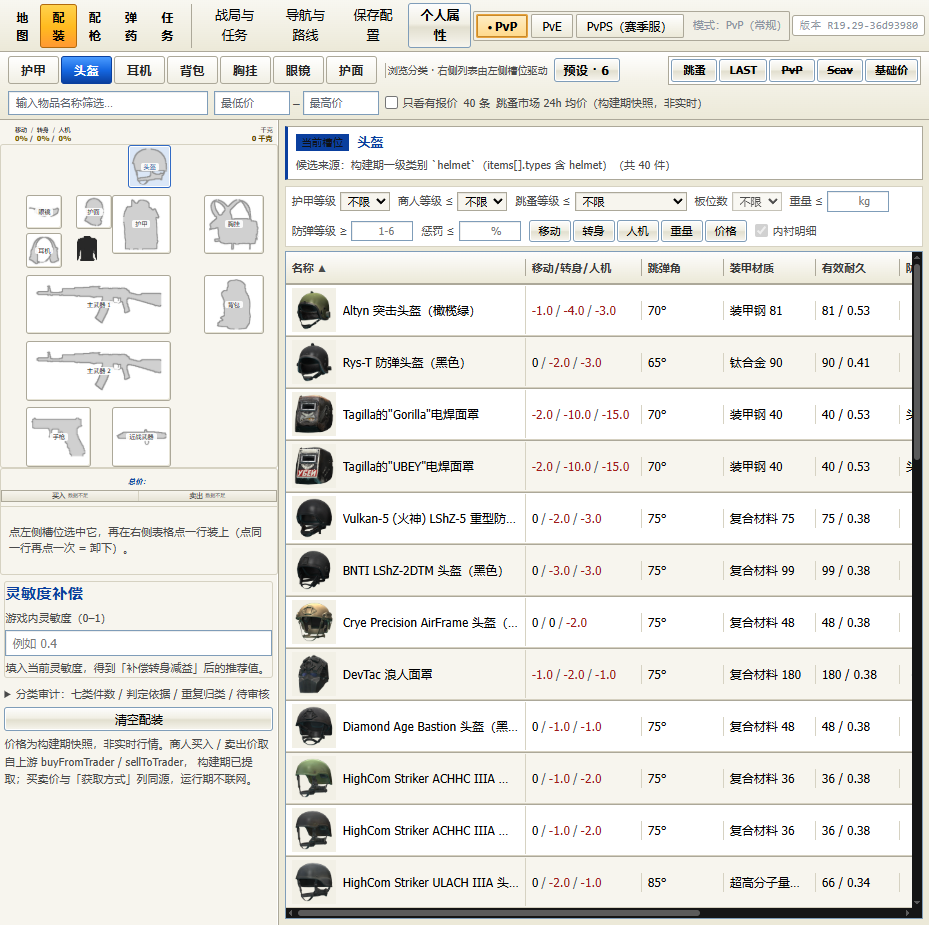 地图 配装 配枪 弹药 任务 战局与任务 导航与路线 保存配置 个人属性 • PvP PvE PvPS（赛季服） 模式：PvP（常规） 版本 R19.29-36d93980
护甲 头盔 耳机 背包 胸挂 眼镜 护面 浏览分类 · 右侧列表由左侧槽位驱动 预设 · 6 跳蚤 LAST PvP Scav 基础价
输入物品名称筛选... 最低价 – 最高价 只看有报价 40 条 跳蚤市场 24h 均价（构建期快照，非实时）
移动 / 转身 / 人机 千克
0% / 0% / 0% 0 千克
头盔
眼镜 护面 护甲 胸挂
耳机
主武器 1 背包
主武器 2
手枪 近战武器
总价：
买入 数据不足 卖出 数据不足
点左侧槽位选中它，再在右侧表格点一行装上（点同
一行再点一次 = 卸下）。
灵敏度补偿
游戏内灵敏度（0–1）
例如 0.4
填入当前灵敏度，得到「补偿转身减益」后的推荐值。
▶ 分类审计：七类件数 / 判定依据 / 重复归类 / 待审核
清空配装
价格为构建期快照，非实时行情。商人买入 / 卖出价取
自上游 buyFromTrader / sellToTrader， 构建期已提
取；买卖价与「获取方式」列同源，运行期不联网。
当前槽位 头盔
候选来源：构建期一级类别 `helmet`（items[].types 含 helmet）（共 40 件）
护甲等级 不限 商人等级 ≤ 不限 跳蚤等级 ≤ 不限 板位数 不限 重量 ≤ kg
防弹等级 ≥ 1-6 惩罚 ≤ % 移动 转身 人机 重量 价格 内衬明细
名称 ▲ 移动/转身/人机 跳弹角 装甲材质 有效耐久
Altyn 突击头盔（橄榄绿） -1.0 / -4.0 / -3.0 70° 装甲钢 81 81 / 0.53
Rys-T 防弹头盔（黑色） 0 / -2.0 / -3.0 65° 钛合金 90 90 / 0.41
Tagilla的"Gorilla"电焊面罩 -2.0 / -10.0 / -15.0 70° 装甲钢 40 40 / 0.53
Tagilla的"UBEY"电焊面罩 -2.0 / -10.0 / -15.0 70° 装甲钢 40 40 / 0.53
Vulkan-5 (火神) LShZ-5 重型防... 0 / -2.0 / -3.0 75° 复合材料 75 75 / 0.38
BNTI LShZ-2DTM 头盔（黑色） 0 / -3.0 / -3.0 75° 复合材料 99 99 / 0.38
Crye Precision AirFrame 头盔（... 0 / 0 / -2.0 75° 复合材料 48 48 / 0.38
DevTac 浪人面罩 -1.0 / -2.0 / -1.0 75° 复合材料 180 180 / 0.38
Diamond Age Bastion 头盔（黑... 0 / -1.0 / -1.0 75° 复合材料 48 48 / 0.38
HighCom Striker ACHHC IIIA ... 0 / -1.0 / -2.0 75° 复合材料 36 36 / 0.38
HighCom Striker ACHHC IIIA ... 0 / -1.0 / -2.0 75° 复合材料 36 36 / 0.38
HighCom Striker ULACH IIIA 头... 0 / -2.0 / -1.0 85° 超高分子量... 66 / 0.34